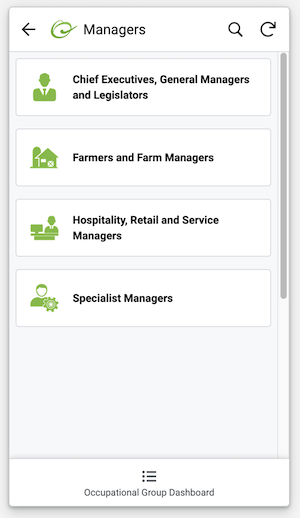 Managers
Chief Executives, General Managers
and Legislators
Farmers and Farm Managers
Hospitality, Retail and Service
Managers
Specialist Managers
Occupational Group Dashboard